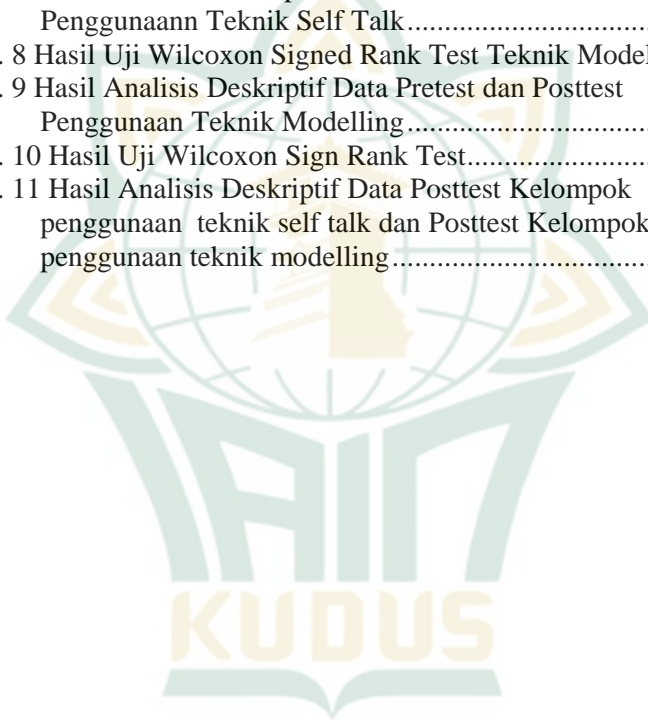 Penggunaann Teknik Self Talk.....................................
. 8 Hasil Uji Wilcoxon Signed Rank Test Teknik Model
. 9 Hasil Analisis Deskriptif Data Pretest dan Posttest
Penggunaan Teknik Modelling.....................................
. 10 Hasil Uji Wilcoxon Sign Rank Test...........................
. 11 Hasil Analisis Deskriptif Data Posttest Kelompok
penggunaan  teknik self talk dan Posttest Kelompok
penggunaan teknik modelling.......................................
IAIN
KUDUS